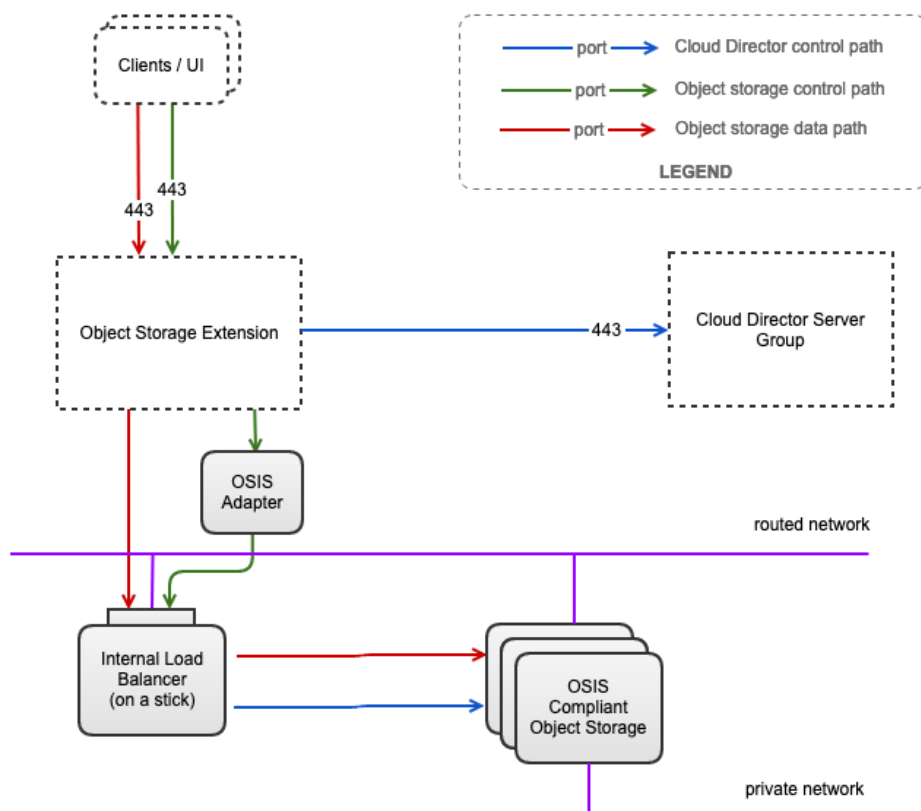 Clients / UI
port
Cloud Director control path
port
Object storage control path
port
Object storage data path
LEGEND
443
443
Object Storage Extension
443
Cloud Director Server
Group
OSIS
Adapter
routed network
Internal Load
Balancer
(on a stick)
OSIS
Compliant
Object Storage
private network